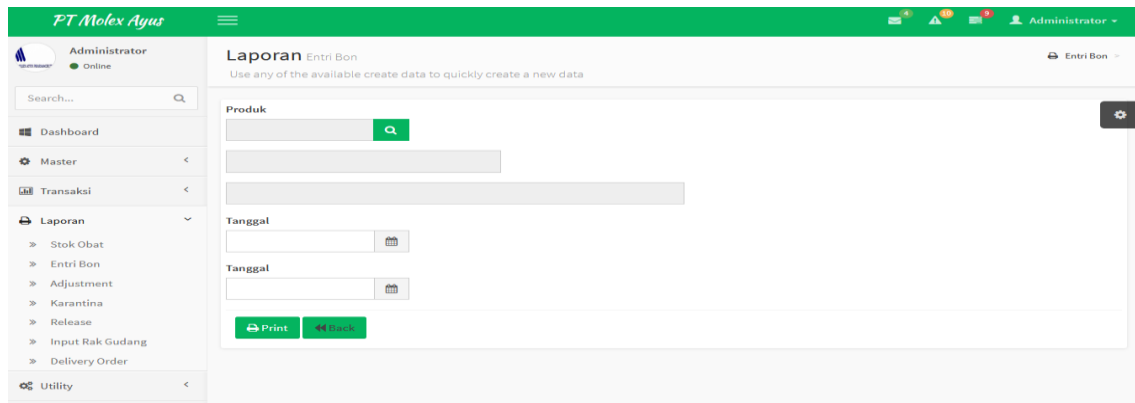 PT Molex Ayus
4
10
9
Administrator
Administrator
Online
Search...
Dashboard
Master
Transaksi
Laporan
Stok Obat
Entri Bon
Adjustment
Karantina
Release
Input Rak Gudang
Delivery Order
Utility
Laporan Entri Bon
Use any of the available create data to quickly create a new data
Entri Bon
Produk
Tanggal
Tanggal
Print
Back